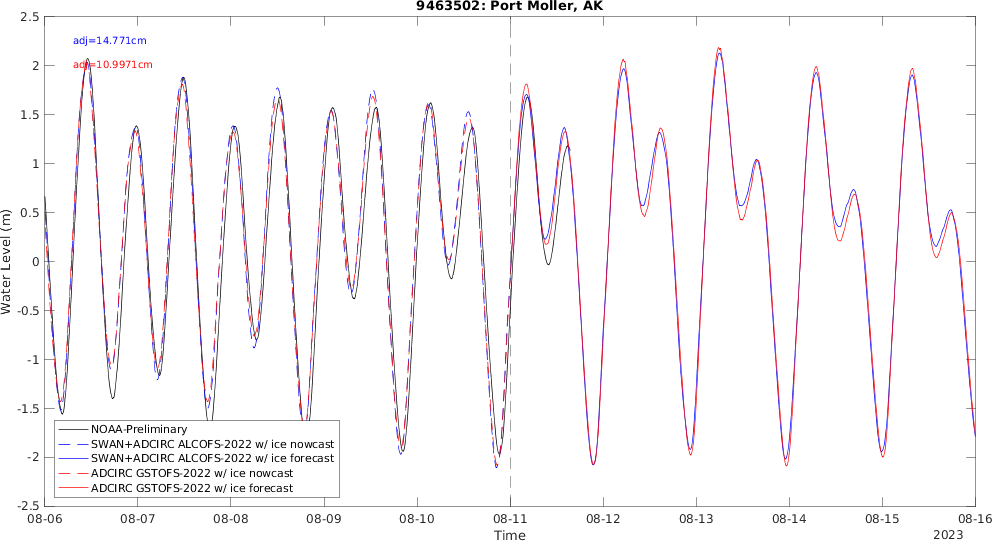 9463502: Port Moller, AK
2.5
adj=14.771cm
2
adj=10.9971cm
1.5
1
0.5
0
-0.5
-1
-1.5
-2
-2.5
Water Level (m)
NOAA-Preliminary
SWAN+ADCIRC ALCOFS-2022 w/ ice nowcast
SWAN+ADCIRC ALCOFS-2022 w/ ice forecast
ADCIRC GSTOFS-2022 w/ ice nowcast
ADCIRC GSTOFS-2022 w/ ice forecast
08-06 08-07 08-08 08-09 08-10 08-11 08-12 08-13 08-14 08-15 08-16
Time
2023